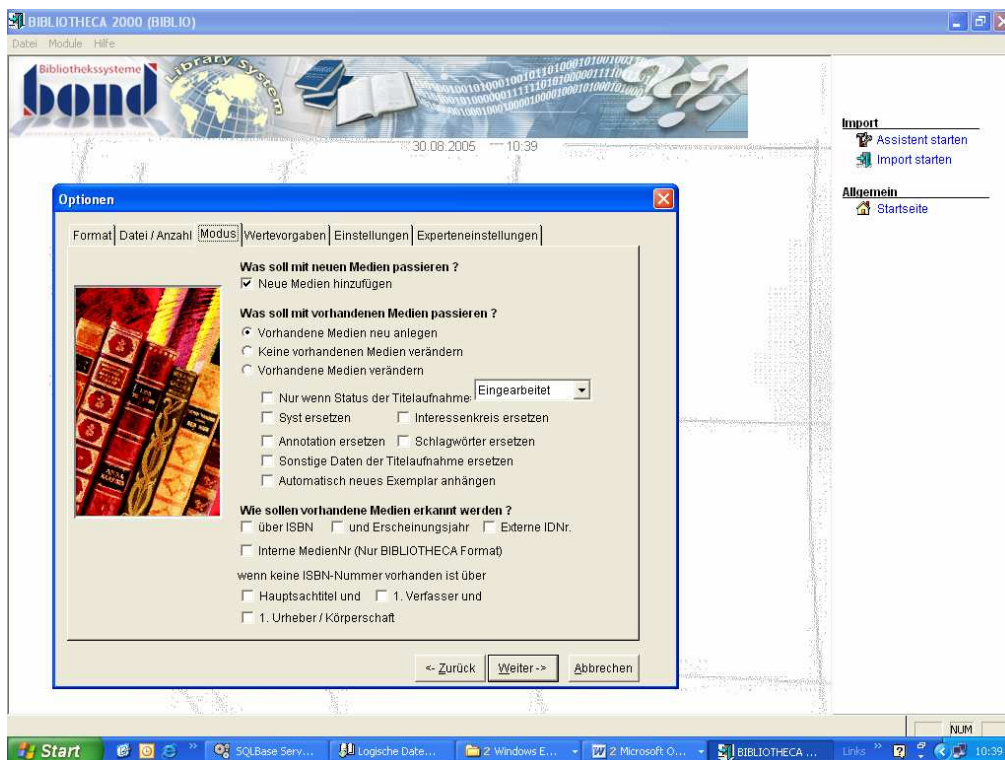 BIBLIOTHECA 2000 (BIBLIO)
Datei Module Hilfe
Bibliothekssysteme
bond
Library System
30.08.2005 10:39
Import
Assistent starten
Import starten
Allgemein
Startseite
Optionen
Format Datei / Anzahl Modus Wertevorgaben Einstellungen Experteneinstellungen
Was soll mit neuen Medien passieren ?
Neue Medien hinzufügen
Was soll mit vorhandenen Medien passieren ?
Vorhandene Medien neu anlegen
Keine vorhandenen Medien verändern
Vorhandene Medien verändern
Nur wenn Status der Titelaufnahme: Eingearbeitet
Syst ersetzen Interessenkreis ersetzen
Annotation ersetzen Schlagwörter ersetzen
Sonstige Daten der Titelaufnahme ersetzen
Automatisch neues Exemplar anhängen
Wie sollen vorhandene Medien erkannt werden ?
über ISBN und Erscheinungsjahr Externe IDNr.
Interne MedienNr (Nur BIBLIOTHECA Format)
wenn keine ISBN-Nummer vorhanden ist über
Hauptsachtitel und 1. Verfasser und
1. Urheber / Körperschaft
<- Zurück Weiter -> Abbrechen
NUM
Start SQLBase Serv... Logische Date... 2 Windows E... 2 Microsoft O... BIBLIOTHECA ... Links 10:39